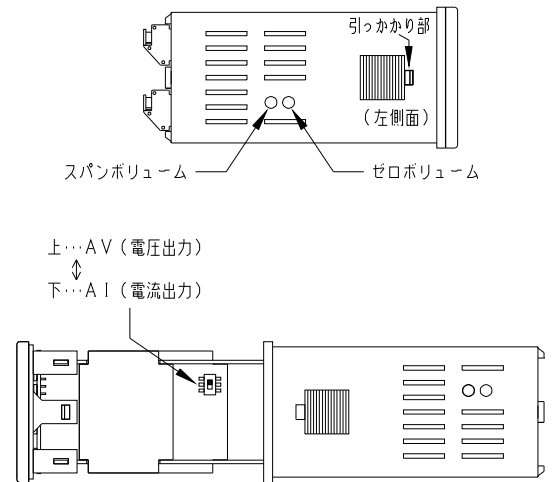 引っかかり部
(左側面)
スパンボリューム
ゼロボリューム
上…AV(電圧出力)
下…AI(電流出力)